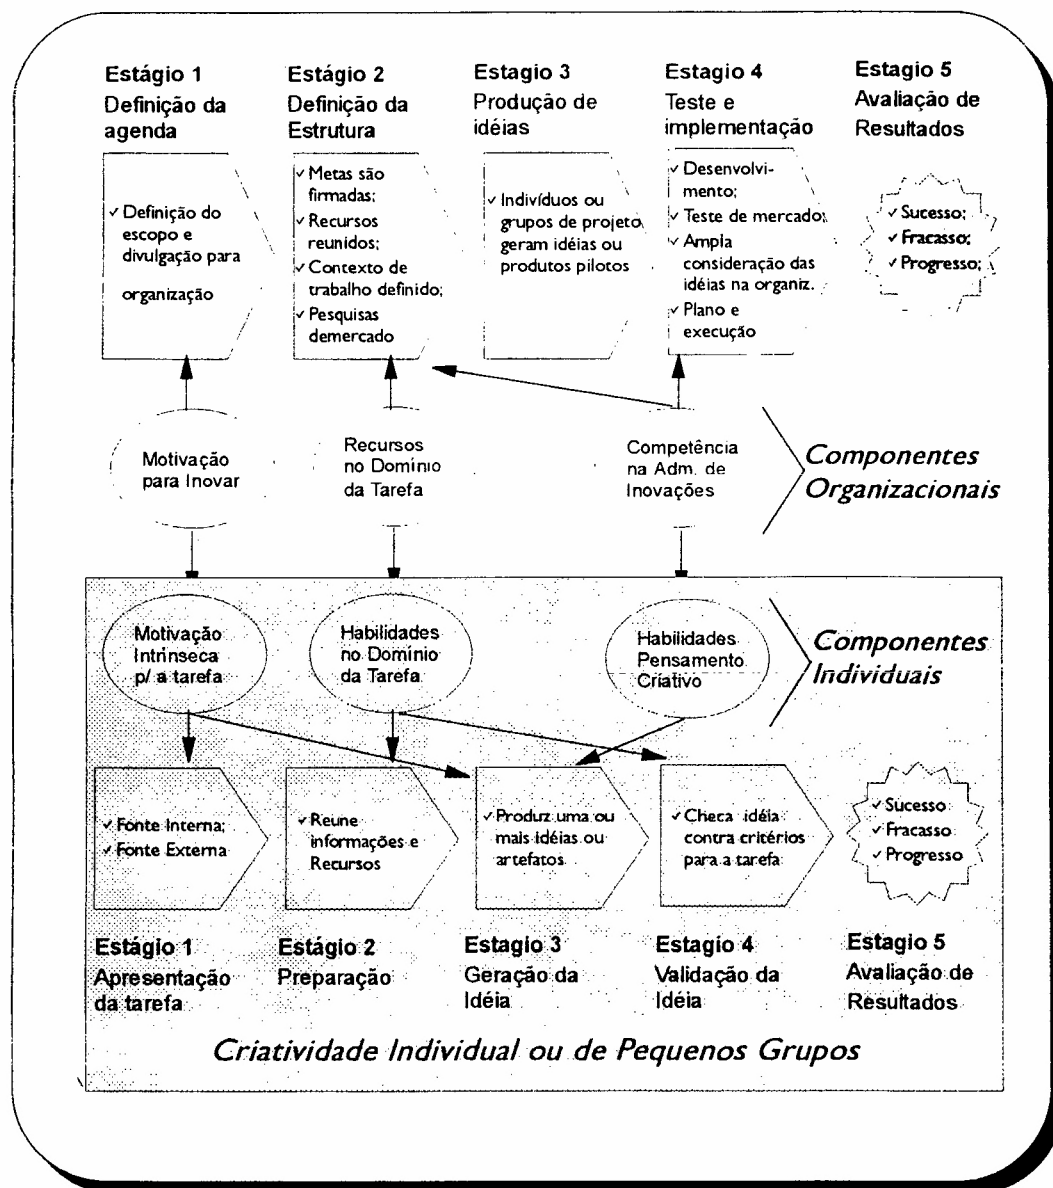 Estágio 1
Definição da
agenda
Estágio 2
Definição da
Estrutura
Estagio 3
Produção de
idéias
Estagio 4
Teste e
implementação
Estagio 5
Avaliação de
Resultados
✓ Definição do
escopo e
divulgação para
organização
✓ Metas são
firmadas;
✓ Recursos
reunidos;
✓ Contexto de
trabalho definido;
✓ Pesquisas
demercado
✓ Indivíduos ou
grupos de projeto
geram idéias ou
produtos pilotos
✓ Desenvolvi-
mento;
✓ Teste de mercado;
✓ Ampla
consideração das
idéias na organiz.
✓ Plano e
execução
✓ Sucesso;
✓ Fracasso;
✓ Progresso;
Motivação
para Inovar
Recursos
no Domínio
da Tarefa
Competência
na Adm. de
Inovações
Componentes
Organizacionais
Motivação
Intrínseca
p/ a tarefa
Habilidades
no Domínio
da Tarefa
Habilidades
Pensamento
Criativo
Componentes
Individuais
✓ Fonte Interna;
✓ Fonte Externa
✓ Reune
informações e
Recursos
✓ Produz uma ou
mais Idéias ou
artefatos
✓ Checa idéia
contra critérios
para a tarefa
✓ Sucesso
✓ Fracasso
✓ Progresso
Estágio 1
Apresentação
da tarefa
Estágio 2
Preparação
Estagio 3
Geração da
Idéia
Estagio 4
Validação da
Idéia
Estagio 5
Avaliação de
Resultados
Criatividade Individual ou de Pequenos Grupos